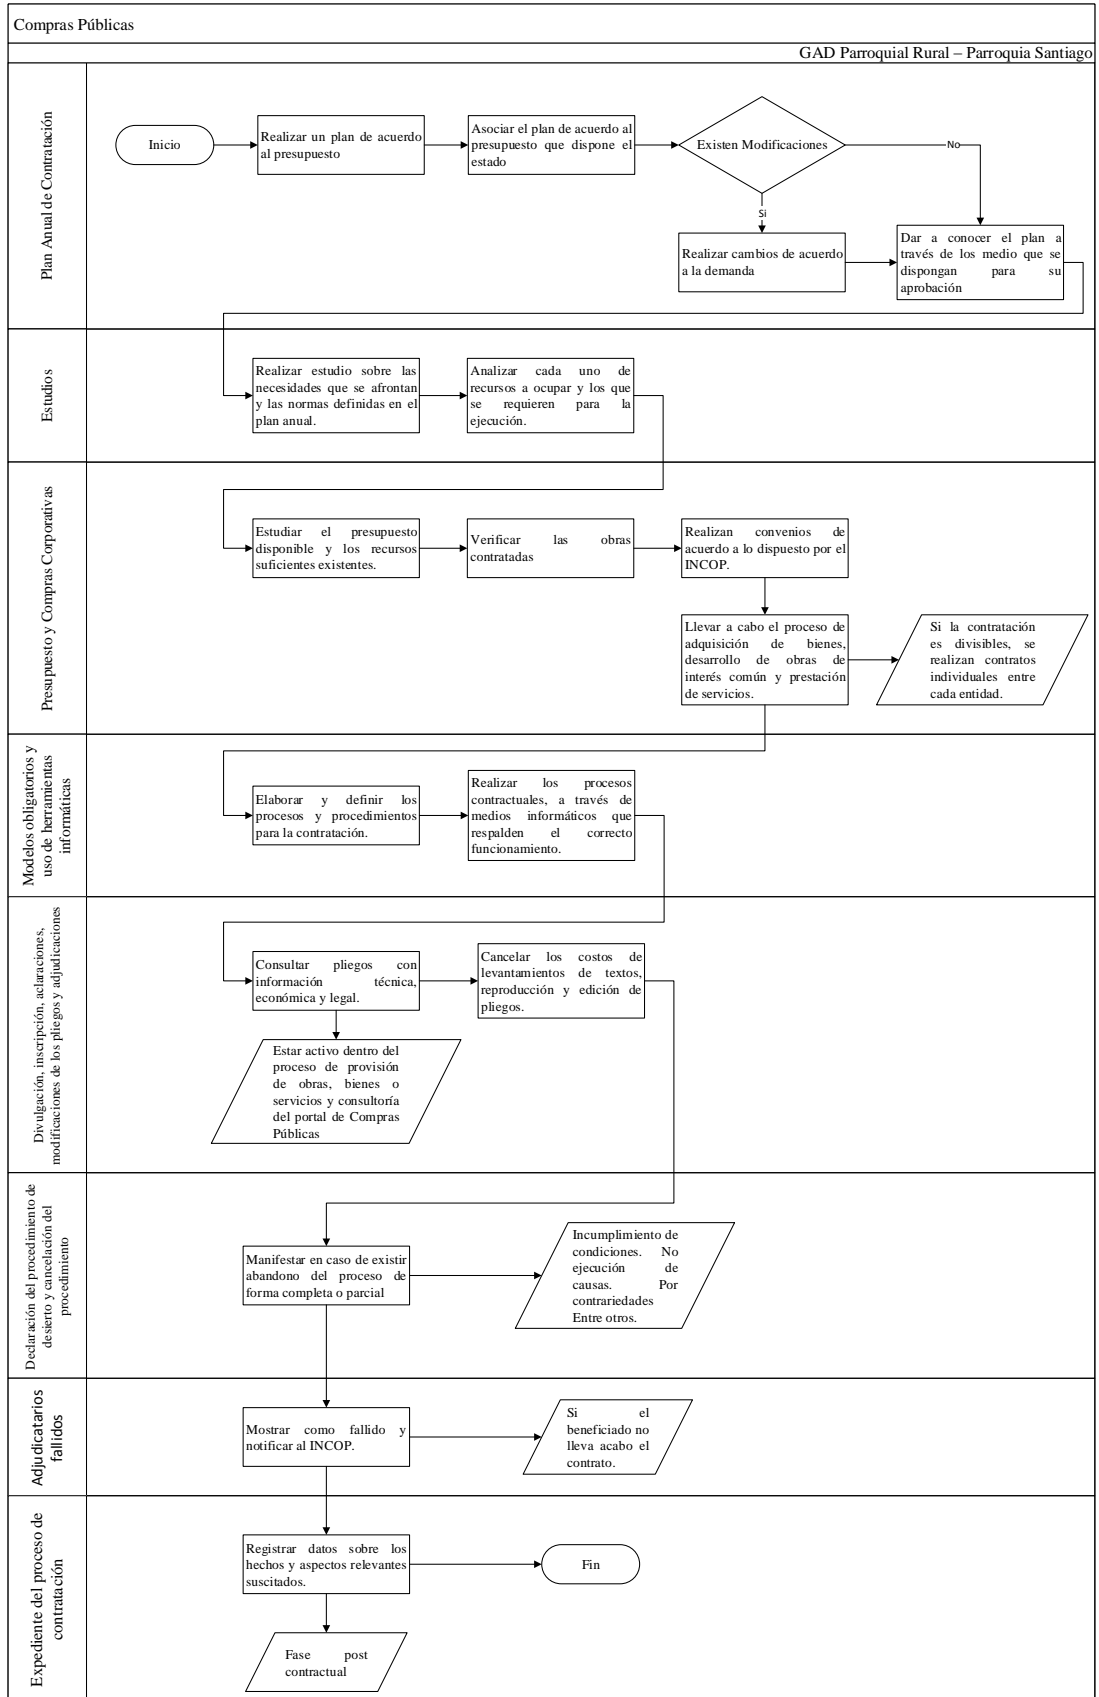 Compras Públicas
GAD Parroquial Rural – Parroquia Santiago
Plan Anual de Contratación
Inicio
Realizar un plan de acuerdo
al presupuesto
Asociar el plan de acuerdo al
presupuesto que dispone el
estado
Existen Modificaciones
No
Si
Realizar cambios de acuerdo
a la demanda
Dar a conocer el plan a
través de los medio que se
dispongan para su
aprobación
Estudios
Realizar estudio sobre las
necesidades que se afrontan
y las normas definidas en el
plan anual.
Analizar cada uno de
recursos a ocupar y los que
se requieren para la
ejecución.
Presupuesto y Compras Corporativas
Estudiar el presupuesto
disponible y los recursos
suficientes existentes.
Verificar las obras
contratadas
Realizan convenios de
acuerdo a lo dispuesto por el
INCOP.
Llevar a cabo el proceso de
adquisición de bienes,
desarrollo de obras de
interés común y prestación
de servicios.
Si la contratación
es divisibles, se
realizan contratos
individuales entre
cada entidad.
Modelos obligatorios y
uso de herramientas
informáticas
Elaborar y definir los
procesos y procedimientos
para la contratación.
Realizar los procesos
contractuales, a través de
medios informáticos que
respalden el correcto
funcionamiento.
Divulgación, inscripción, aclaraciones,
modificaciones de los pliegos y adjudicaciones
Consultar pliegos con
información técnica,
económica y legal.
Cancelar los costos de
levantamientos de textos,
reproducción y edición de
pliegos.
Estar activo dentro del
proceso de provisión
de obras, bienes o
servicios y consultoría
del portal de Compras
Públicas
Declaración del procedimiento de
desierto y cancelación del
procedimiento
Manifestar en caso de existir
abandono del proceso de
forma completa o parcial
Incumplimiento de
condiciones. No
ejecución de
causas. Por
contrariedades
Entre otros.
Adjudicatarios
fallidos
Mostrar como fallido y
notificar al INCOP.
Si el
beneficiado no
lleva acabo el
contrato.
Expediente del proceso de
contratación
Registrar datos sobre los
hechos y aspectos relevantes
suscitados.
Fin
Fase post
contractual